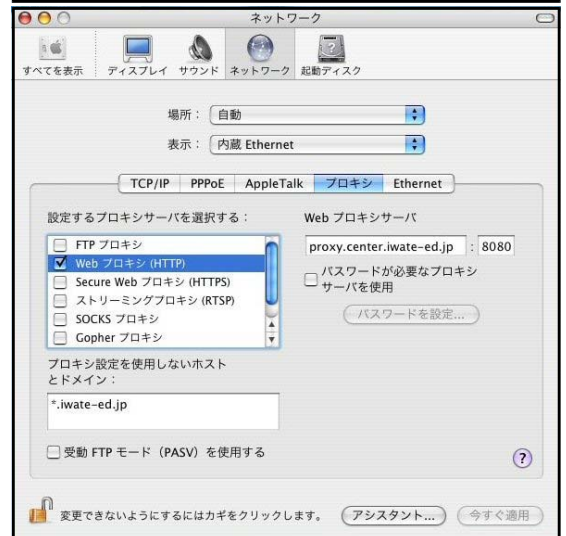 ネットワーク
すべてを表示 ディスプレイ サウンド ネットワーク 起動ディスク
場所： 自動
表示： 内蔵 Ethernet
TCP/IP PPPoE AppleTalk プロキシ Ethernet
設定するプロキシサーバを選択する：
FTP プロキシ
Web プロキシ (HTTP)
Secure Web プロキシ (HTTPS)
ストリーミングプロキシ (RTSP)
SOCKS プロキシ
Gopher プロキシ
Web プロキシサーバ
proxy.center.iwate-ed.jp : 8080
パスワードが必要なプロキシ
サーバを使用
パスワードを設定...
プロキシ設定を使用しないホスト
とドメイン：
*.iwate-ed.jp
受動 FTP モード（PASV）を使用する
?
変更できないようにするにはカギをクリックします。 アシスタント... 今すぐ適用